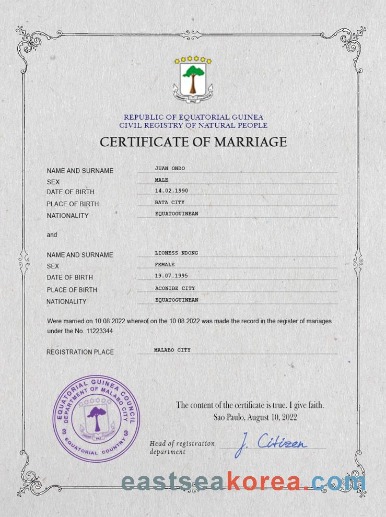 REPUBLIC OF EQUATORIAL GUINEA
CIVIL REGISTRY OF NATURAL PEOPLE
CERTIFICATE OF MARRIAGE
NAME AND SURNAME JUAN ONDO
SEX MALE
DATE OF BIRTH 14.02.1990
PLACE OF BIRTH BATA CITY
NATIONALITY EQUATOGUINEAN
and
NAME AND SURNAME LIONESS NDONG
SEX FEMALE
DATE OF BIRTH 19.07.1995
PLACE OF BIRTH ACONIBE CITY
NATIONALITY EQUATOGUINEAN
Were married on 10.08.2022 whereof on the 10.08.2022 was made the record in the register of manages
under the No. 11223344
REGISTRATION PLACE MALABO CITY
EQUATORIAL GUINEA COUNCIL
DEPARTMENT OF MALABO CITY
EQUATORIAL COUNTRY
The content of the certificate is true. I give faith.
Sao Paulo, August 10, 2022
Head of registration
department
J. Citizen
eastseakorea.com